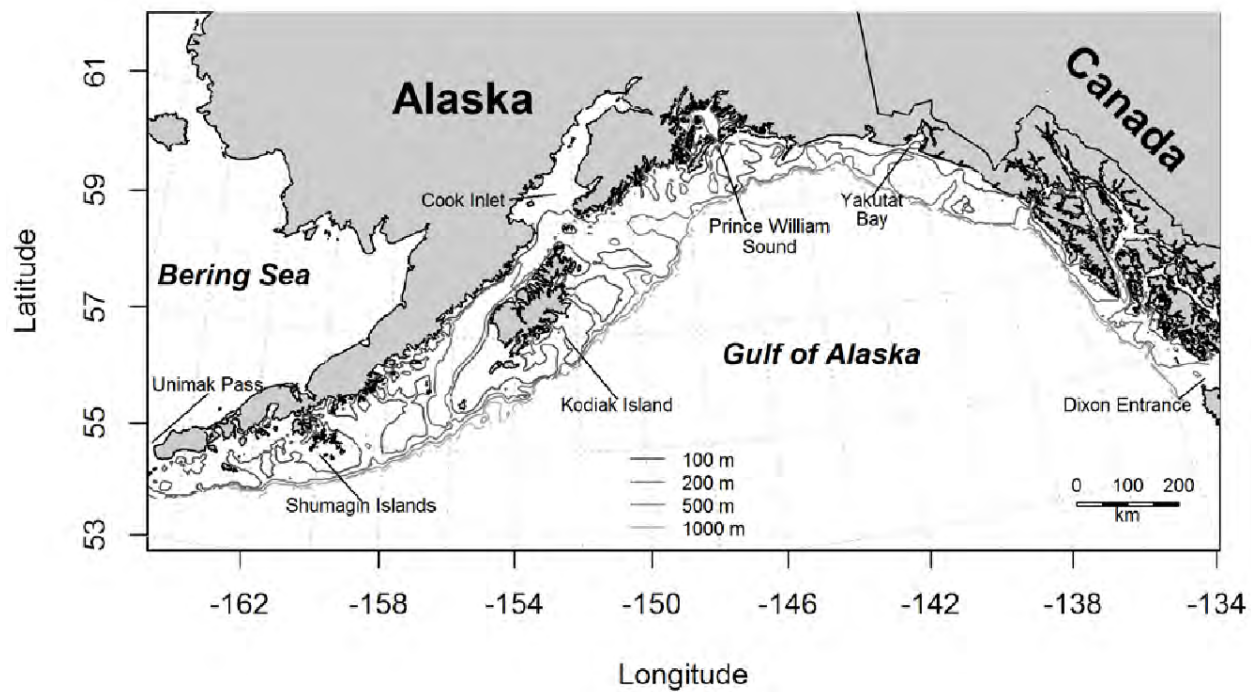 Alaska
Canada
Cook Inlet
Bering Sea
Unimak Pass
Shumagin Islands
Kodiak Island
Prince William
Sound
Yakutat
Bay
Gulf of Alaska
Dixon Entrance
100 m
200 m
500 m
1000 m
0 100 200
km
Latitude
61
59
57
55
53
-162 -158 -154 -150 -146 -142 -138 -134
Longitude